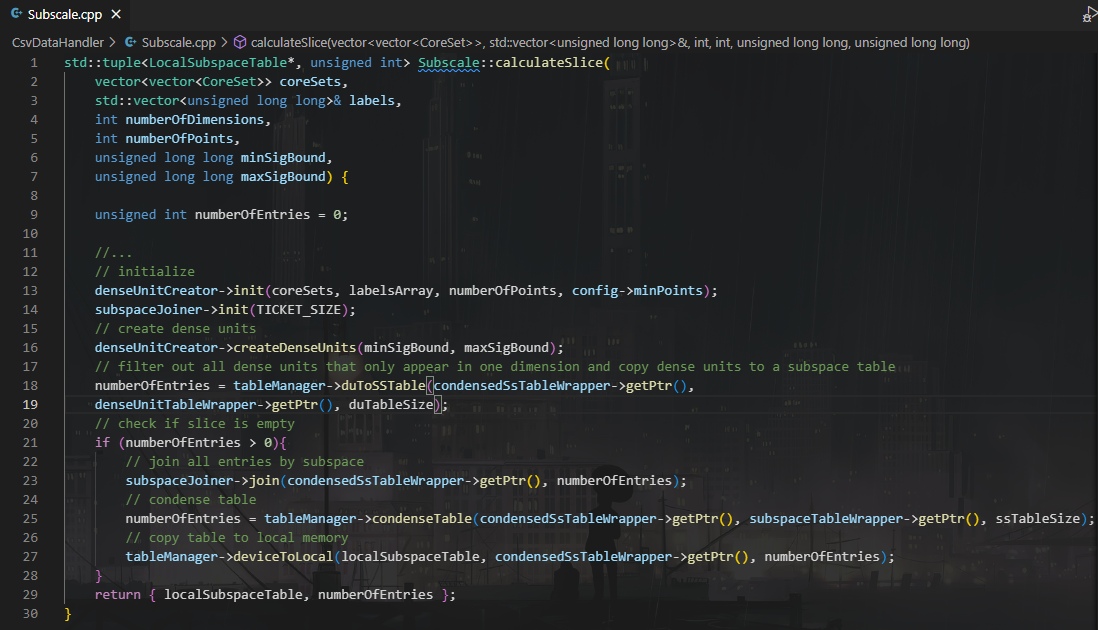 Subscale.cpp
CsvDataHandler > Subscale.cpp > calculateSlice(vector<vector<CoreSet>>, std::vector<unsigned long long>&, int, int, unsigned long long, unsigned long long)
1 std::tuple<LocalSubspaceTable*, unsigned int> Subscale::calculateSlice(
2 vector<vector<CoreSet>> coreSets,
3 std::vector<unsigned long long>& labels,
4 int numberOfDimensions,
5 int numberOfPoints,
6 unsigned long long minSigBound,
7 unsigned long long maxSigBound) {
8
9 unsigned int numberOfEntries = 0;
10
11 //...
12 // initialize
13 denseUnitCreator->init(coreSets, labelsArray, numberOfPoints, config->minPoints);
14 subspaceJoiner->init(TICKET_SIZE);
15 // create dense units
16 denseUnitCreator->createDenseUnits(minSigBound, maxSigBound);
17 // filter out all dense units that only appear in one dimension and copy dense units to a subspace table
18 numberOfEntries = tableManager->duToSSTable(condensedSsTableWrapper->getPtr(),
19 denseUnitTableWrapper->getPtr(), duTableSize);
20 // check if slice is empty
21 if (numberOfEntries > 0){
22 // join all entries by subspace
23 subspaceJoiner->join(condensedSsTableWrapper->getPtr(), numberOfEntries);
24 // condense table
25 numberOfEntries = tableManager->condenseTable(condensedSsTableWrapper->getPtr(), subspaceTableWrapper->getPtr(), ssTableSize);
26 // copy table to local memory
27 tableManager->deviceToLocal(localSubspaceTable, condensedSsTableWrapper->getPtr(), numberOfEntries);
28 }
29 return { localSubspaceTable, numberOfEntries };
30 }